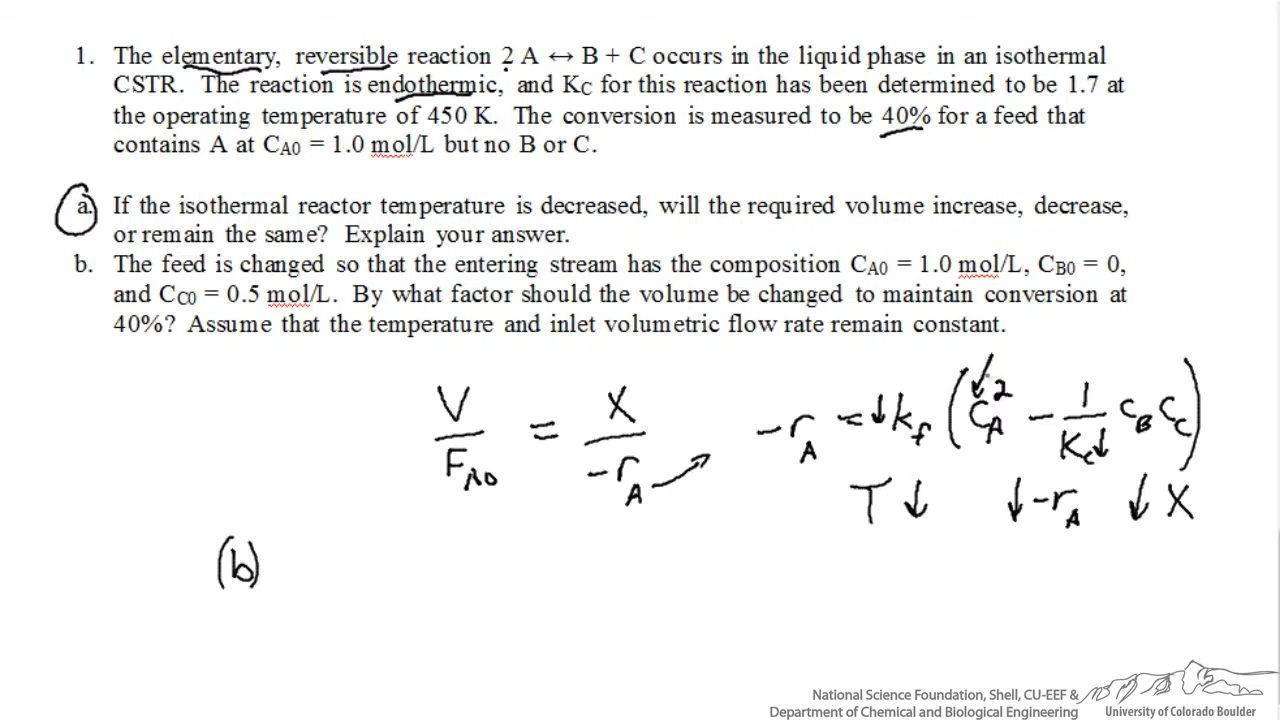 1. The elementary, reversible reaction 2 A ↔ B + C occurs in the liquid phase in an isothermal
CSTR. The reaction is endothermic, and KC for this reaction has been determined to be 1.7 at
the operating temperature of 450 K. The conversion is measured to be 40% for a feed that
contains A at CA0 = 1.0 mol/L but no B or C.
a. If the isothermal reactor temperature is decreased, will the required volume increase, decrease,
or remain the same? Explain your answer.
b. The feed is changed so that the entering stream has the composition CA0 = 1.0 mol/L, CB0 = 0,
and CC0 = 0.5 mol/L. By what factor should the volume be changed to maintain conversion at
40%? Assume that the temperature and inlet volumetric flow rate remain constant.
V/FA0 = X/-rA → -rA = ↓kf (↓CA² - 1/KC↓ CB CC)
T ↓ ↓-rA ↓X
(b)
National Science Foundation, Shell, CU-EEF &
Department of Chemical and Biological Engineering
University of Colorado Boulder